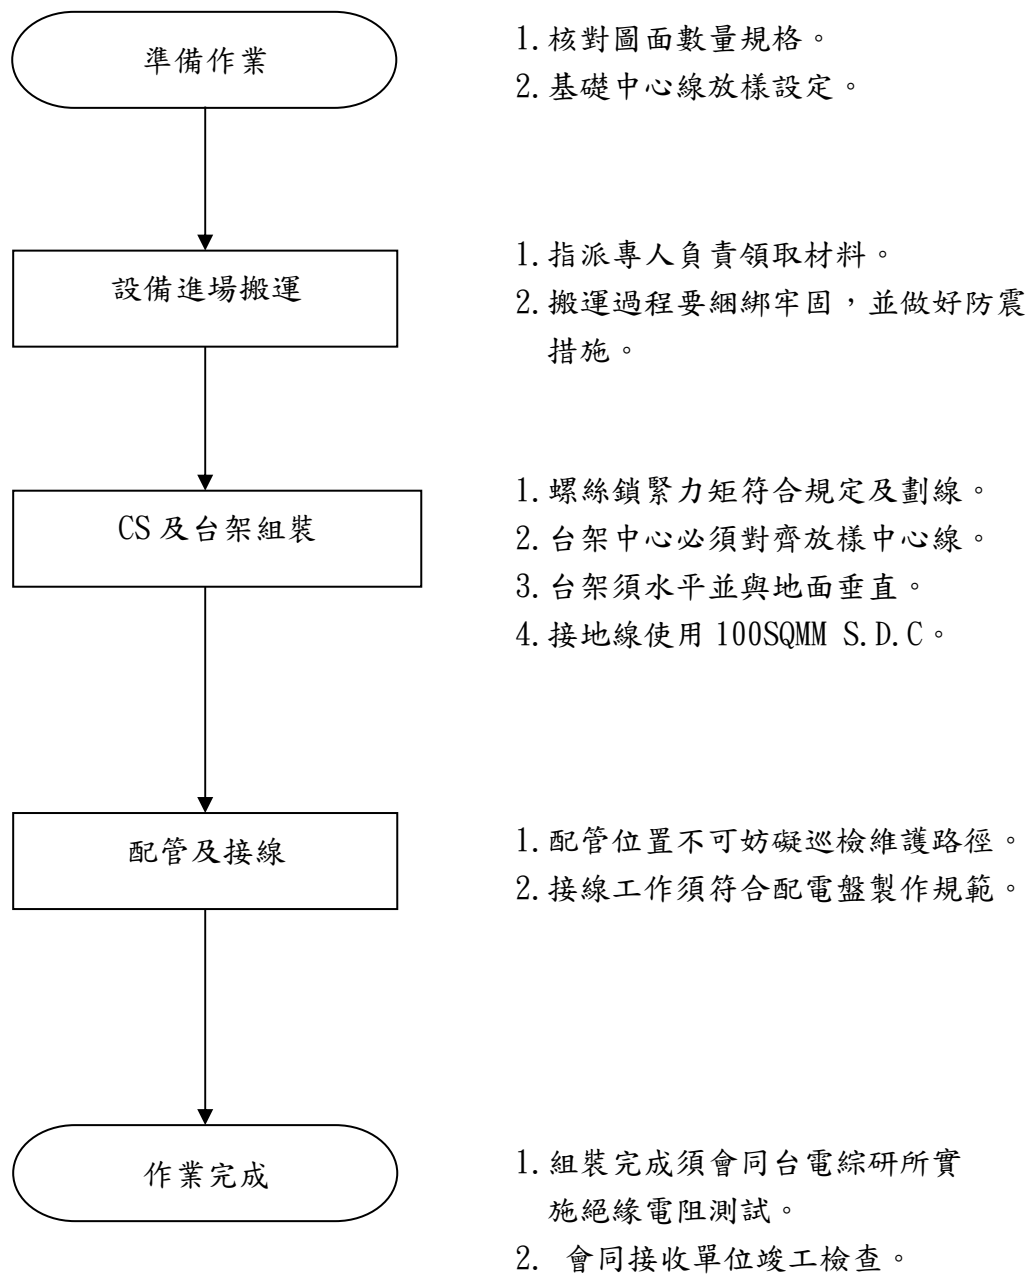 準備作業
1.核對圖面數量規格。
2.基礎中心線放樣設定。
設備進場搬運
1.指派專人負責領取材料。
2.搬運過程要綑綁牢固，並做好防震
措施。
CS 及台架組裝
1.螺絲鎖緊力矩符合規定及劃線。
2.台架中心必須對齊放樣中心線。
3.台架須水平並與地面垂直。
4.接地線使用 100SQMM S.D.C。
配管及接線
1.配管位置不可妨礙巡檢維護路徑。
2.接線工作須符合配電盤製作規範。
作業完成
1.組裝完成須會同台電綜研所實
施絕緣電阻測試。
2. 會同接收單位竣工檢查。